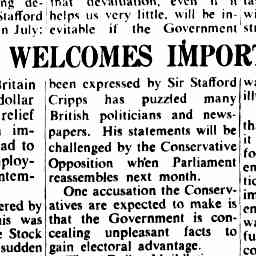 ng de- that devaluation, even if it
Stafford helps us very little, will be in-
n July: evitable if the Government
WELCOMES IMPORT
Britain
dollar
relief
im-
ad to
ploy-
ntem-
ered by
his was
e Stock
sudden
been expressed by Sir Stafford
Cripps has puzzled many
British politicians and news-
papers. His statements will be
challenged by the Conservative
Opposition when Parliament
reassembles next month.
One accusation the Conserv-
atives are expected to make is
that the Government is con-
cealing unpleasant facts to
gain electoral advantage.